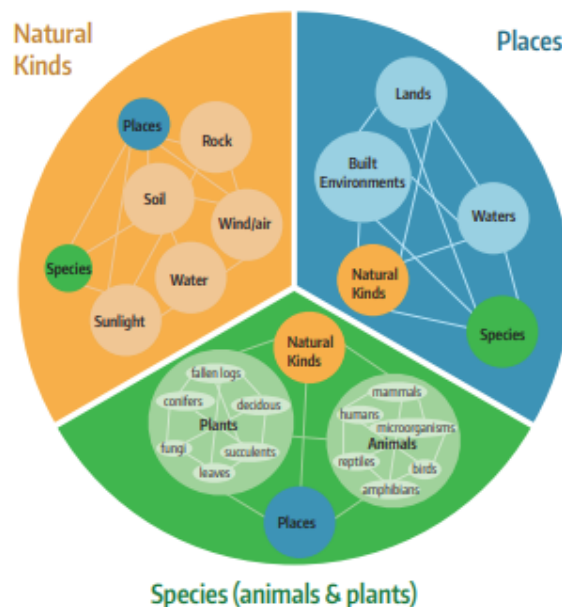 Natural
Kinds
Places
Rock
Soil
Wind/air
Species
Water
Sunlight
Places
Lands
Built
Environments
Waters
Natural
Kinds
Species
Natural
Kinds
fallen logs
conifers
decidous
Plants
fungi
succulents
leaves
mammals
humans
microorganisms
Animals
reptiles
birds
amphibians
Places
Species (animals & plants)